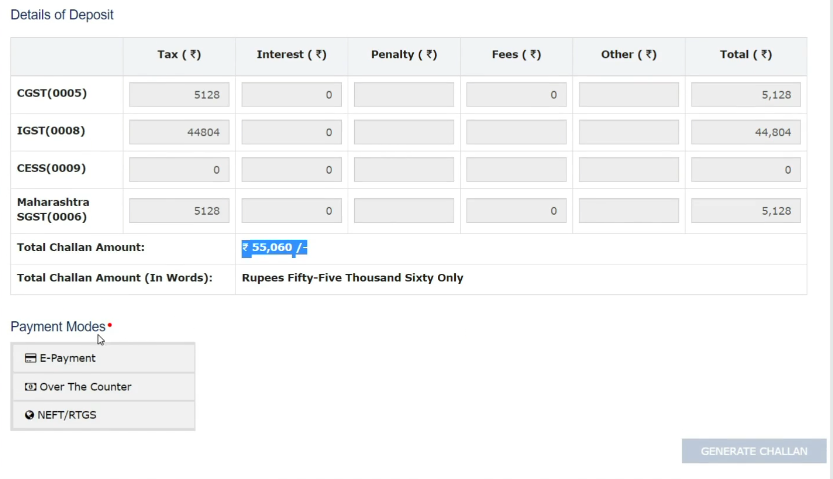 Details of Deposit
Tax ( ₹) Interest ( ₹) Penalty ( ₹) Fees ( ₹) Other ( ₹) Total ( ₹)
CGST(0005) 5128 0 0 5,128
IGST(0008) 44804 0 44,804
CESS(0009) 0 0 0
Maharashtra
SGST(0006) 5128 0 0 5,128
Total Challan Amount: ₹ 55,060 /-
Total Challan Amount (In Words): Rupees Fifty-Five Thousand Sixty Only
Payment Modes•
E-Payment
Over The Counter
NEFT/RTGS
GENERATE CHALLAN